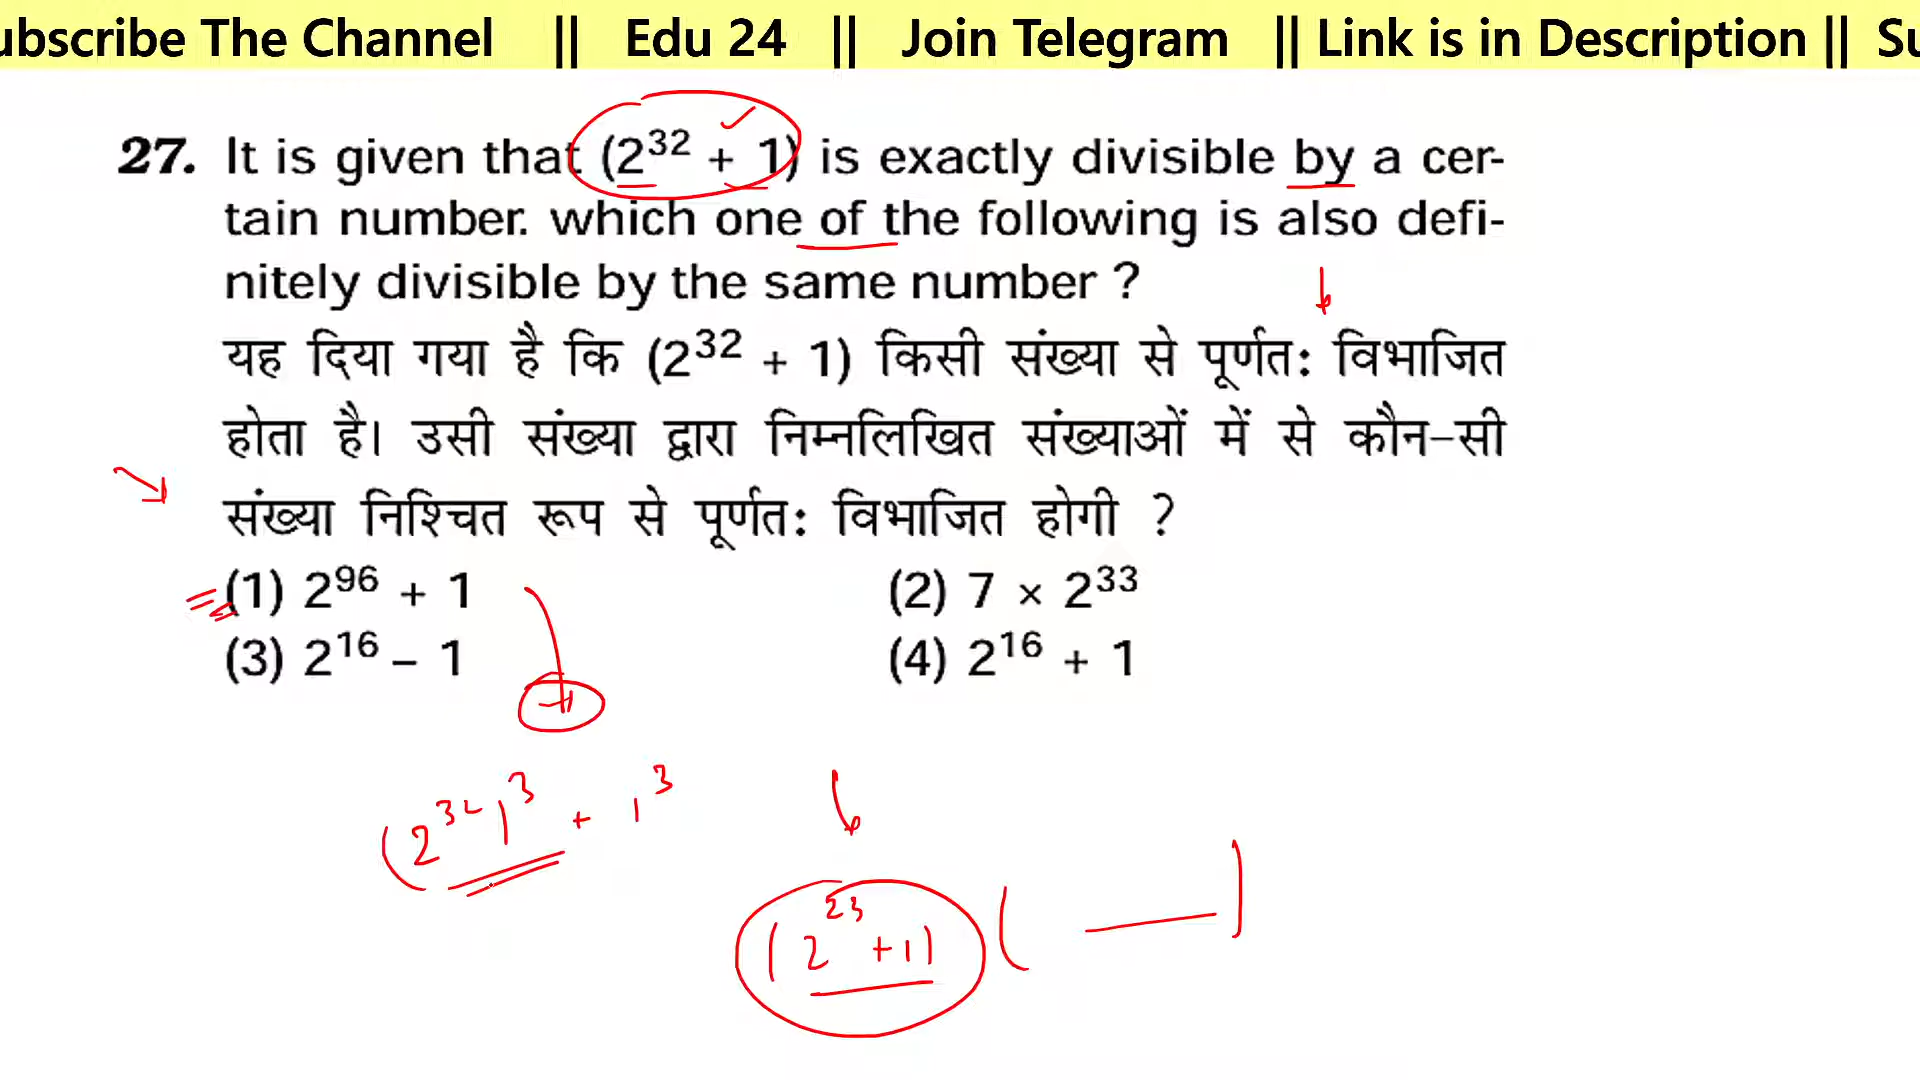 ubscribe The Channel || Edu 24 || Join Telegram || Link is in Description || Su
27. It is given that (2³² + 1) is exactly divisible by a cer-
tain number. which one of the following is also defi-
nitely divisible by the same number ?
यह दिया गया है कि (2³² + 1) किसी संख्या से पूर्णत: विभाजित
होता है। उसी संख्या द्वारा निम्नलिखित संख्याओं में से कौन-सी
संख्या निश्चित रूप से पूर्णत: विभाजित होगी ?
(1) 2⁹⁶ + 1 (2) 7 × 2³³
(3) 2¹⁶ – 1 (4) 2¹⁶ + 1
(2³²)³ + 1³
(2²³ + 1) ( )